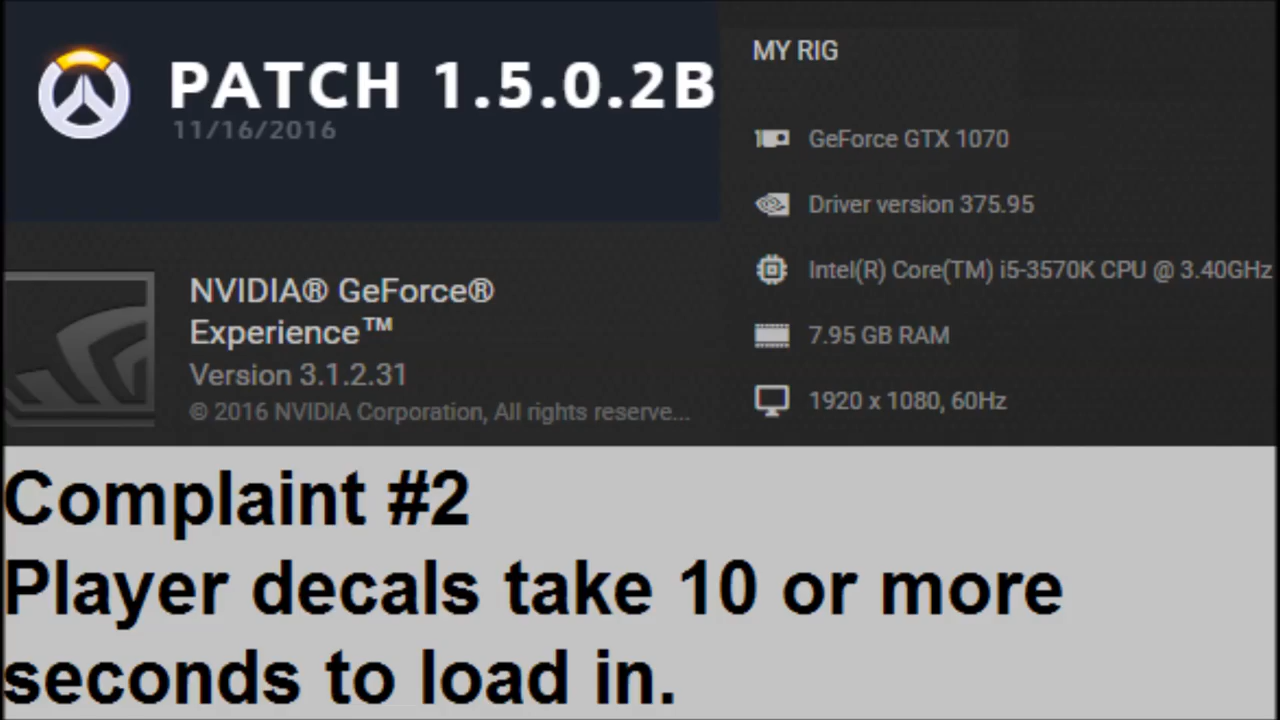 PATCH 1.5.0.2B
11/16/2016
MY RIG
GeForce GTX 1070
Driver version 375.95
Intel(R) Core(TM) i5-3570K CPU @ 3.40GHz
7.95 GB RAM
1920 x 1080, 60Hz
NVIDIA® GeForce®
Experience™
Version 3.1.2.31
© 2016 NVIDIA Corporation, All rights reserve...
Complaint #2
Player decals take 10 or more
seconds to load in.